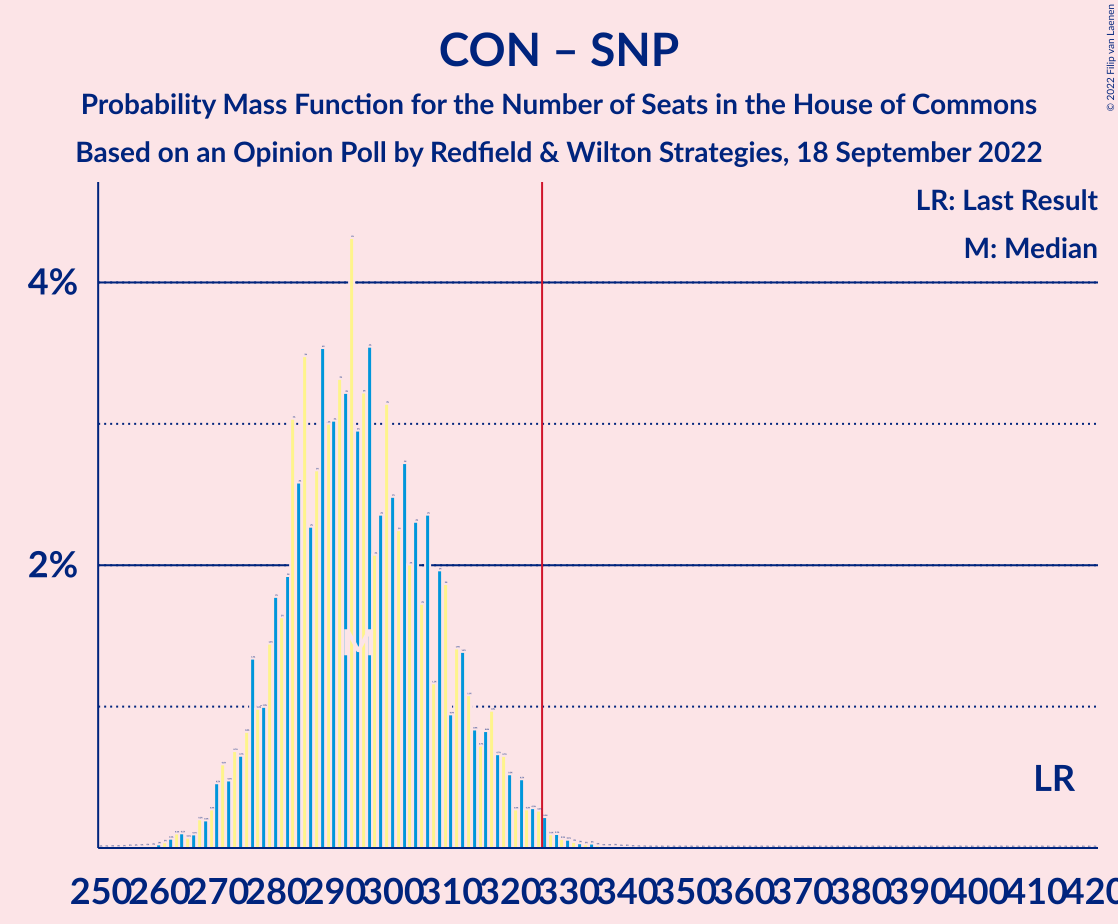 CON – SNP
Probability Mass Function for the Number of Seats in the House of Commons
Based on an Opinion Poll by Redfield & Wilton Strategies, 18 September 2022
© 2022 Filip van Laenen
LR: Last Result
M: Median
4%
2%
M
LR
250 260 270 280 290 300 310 320 330 340 350 360 370 380 390 400 410 420